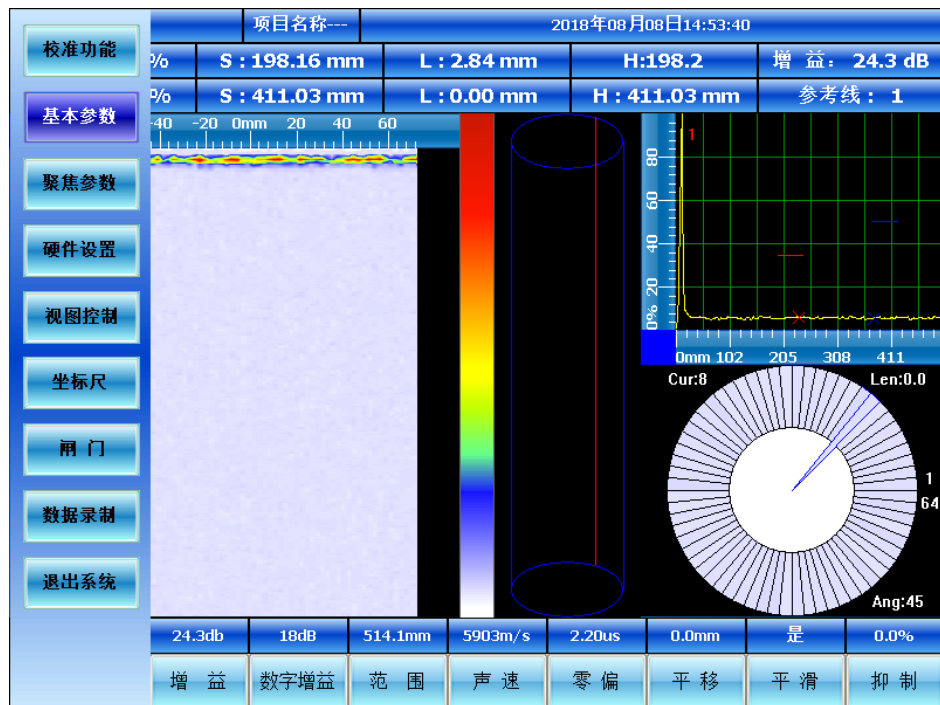 项目名称---
2018年08月08日14:53:40
校准功能
% S : 198.16 mm L : 2.84 mm H:198.2 增 益: 24.3 dB
% S : 411.03 mm L : 0.00 mm H : 411.03 mm 参考线: 1
基本参数
聚焦参数
硬件设置
视图控制
坐标尺
闸 门
数据录制
退出系统
-40 -20 0mm 20 40 60
1
80
60
40
20
0%
0mm 102 205 308 411
Cur:8 Len:0.0
1
64
Ang:45
24.3db 18dB 514.1mm 5903m/s 2.20us 0.0mm 是 0.0%
增 益 数字增益 范 围 声 速 零 偏 平 移 平 滑 抑 制